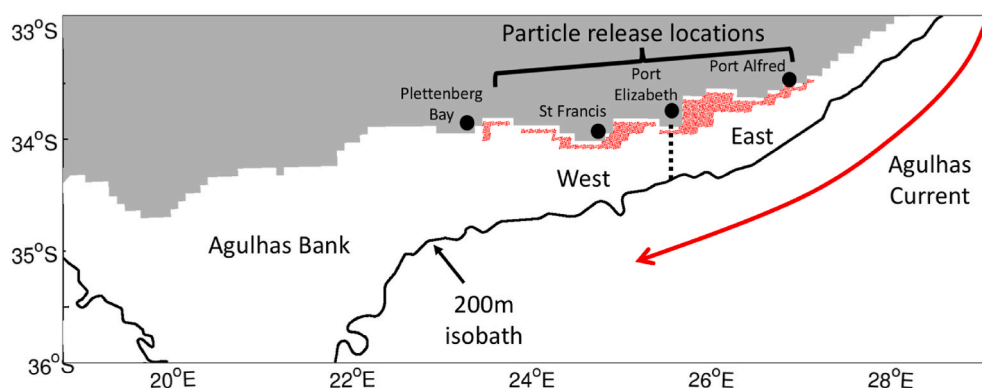 33°S
34°S
35°S
36°S
Particle release locations
Port Alfred
Port
Elizabeth
Plettenberg
Bay
St Francis
East
West
Agulhas
Current
Agulhas Bank
200m
isobath
20°E
22°E
24°E
26°E
28°E